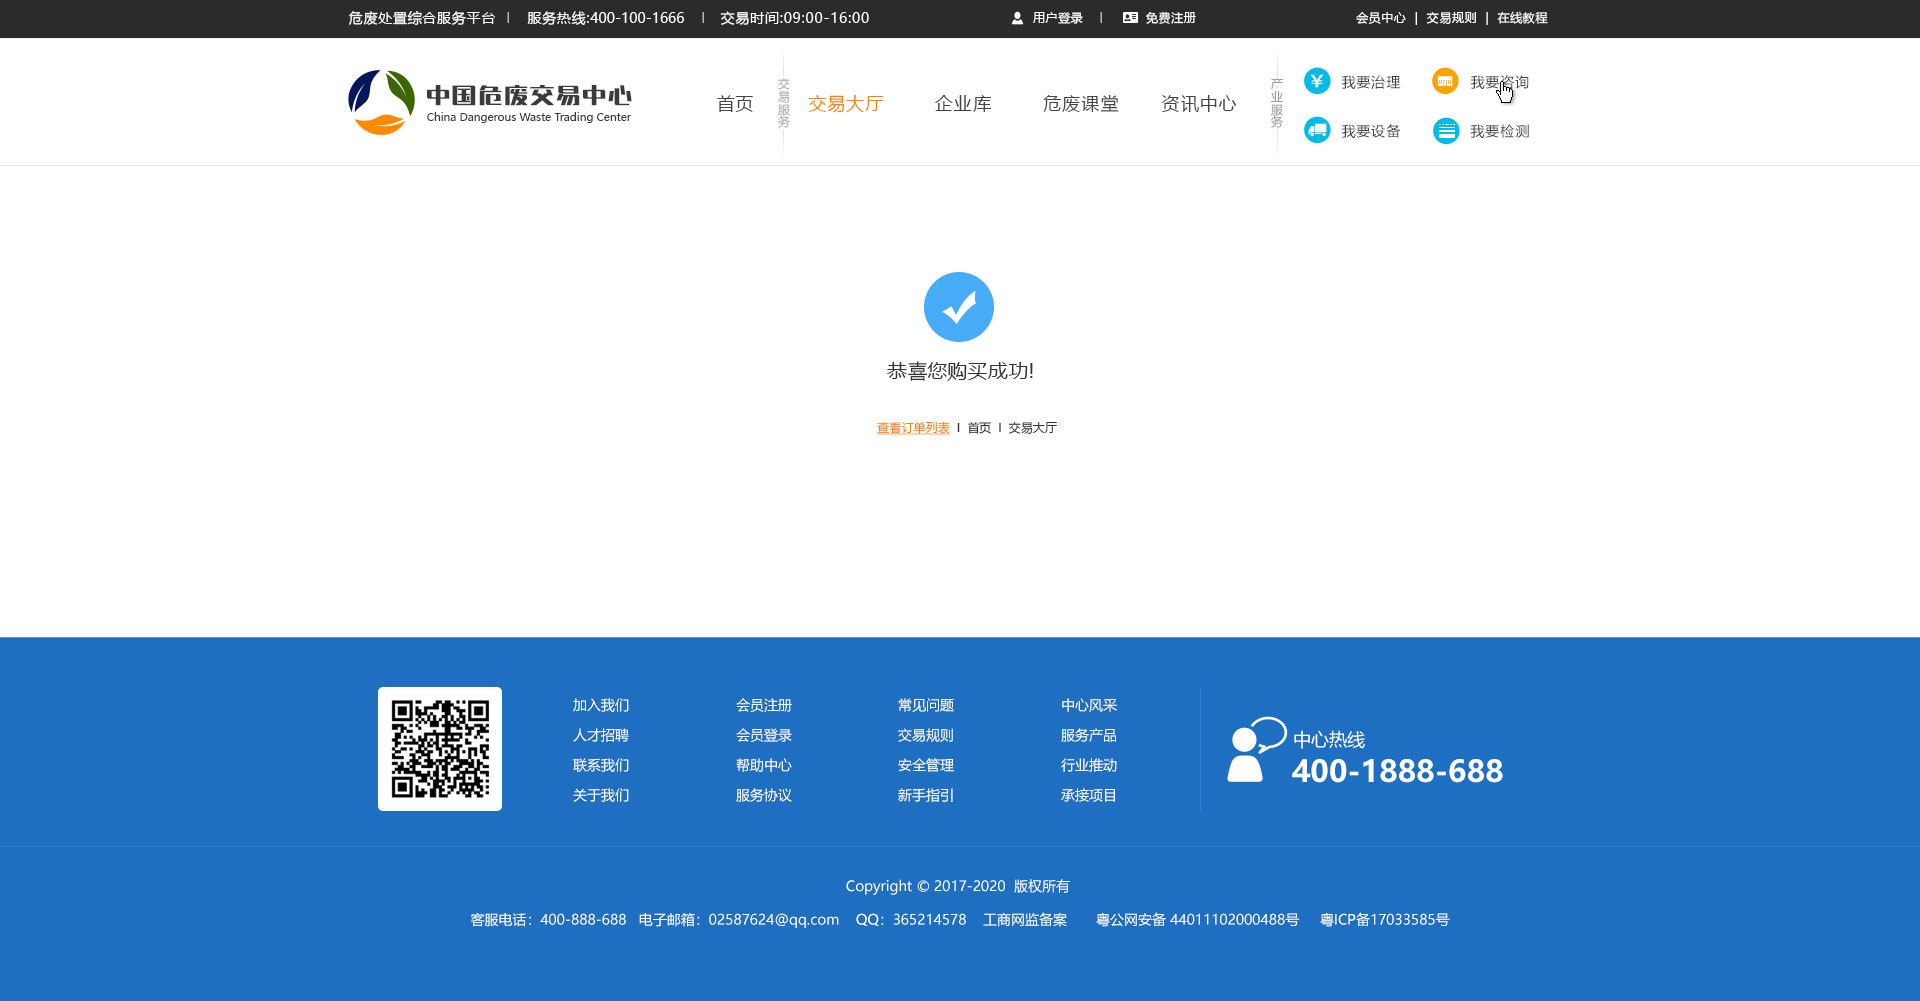 危废处置综合服务平台 | 服务热线:400-100-1666 | 交易时间:09:00-16:00 用户登录 | 免费注册 会员中心 | 交易规则 | 在线教程
中国危废交易中心
China Dangerous Waste Trading Center
首页
交易服务
交易大厅 企业库 危废课堂 资讯中心
产业服务
我要治理 我要咨询
我要设备 我要检测
恭喜您购买成功!
查看订单列表 | 首页 | 交易大厅
加入我们 会员注册 常见问题 中心风采
人才招聘 会员登录 交易规则 服务产品
联系我们 帮助中心 安全管理 行业推动
关于我们 服务协议 新手指引 承接项目
中心热线
400-1888-688
Copyright © 2017-2020 版权所有
客服电话：400-888-688 电子邮箱：02587624@qq.com QQ：365214578 工商网监备案 粤公网安备 44011102000488号 粤ICP备17033585号